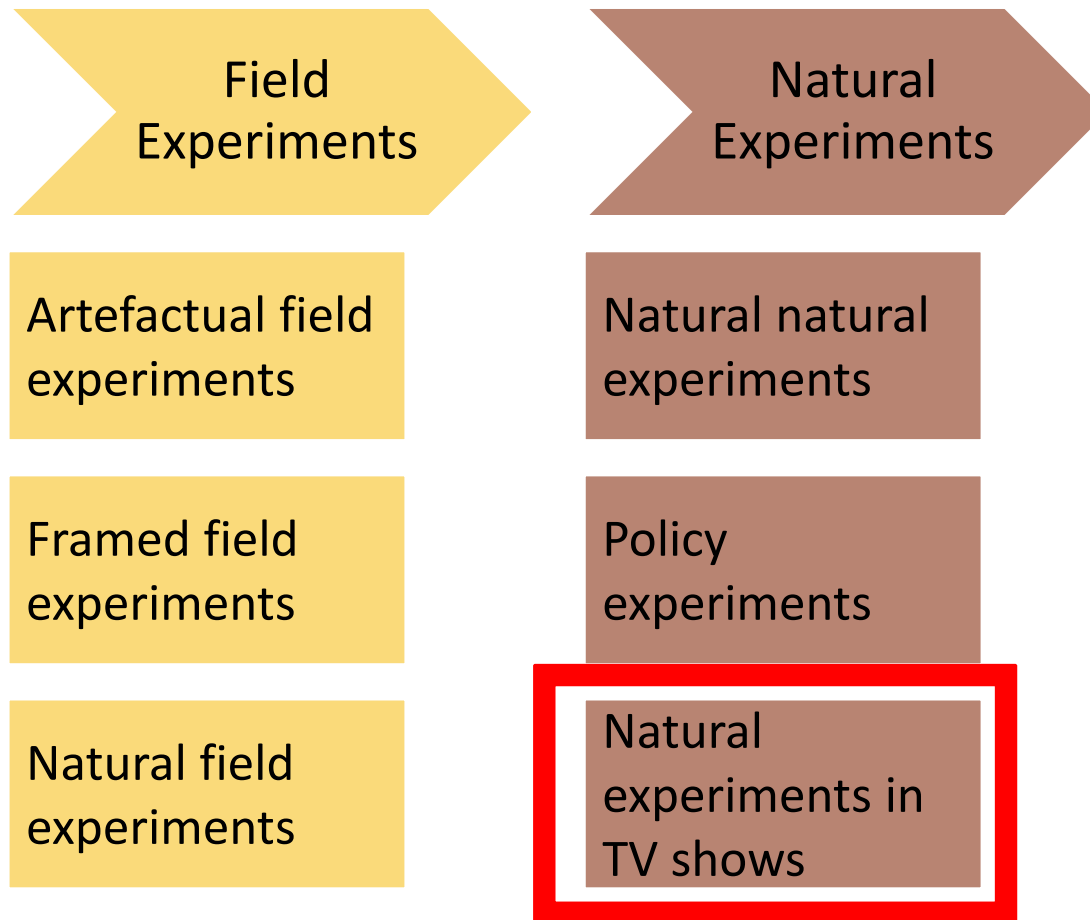 Field
Experiments
Natural
Experiments
Artefactual field
experiments
Natural natural
experiments
Framed field
experiments
Policy
experiments
Natural field
experiments
Natural
experiments in
TV shows